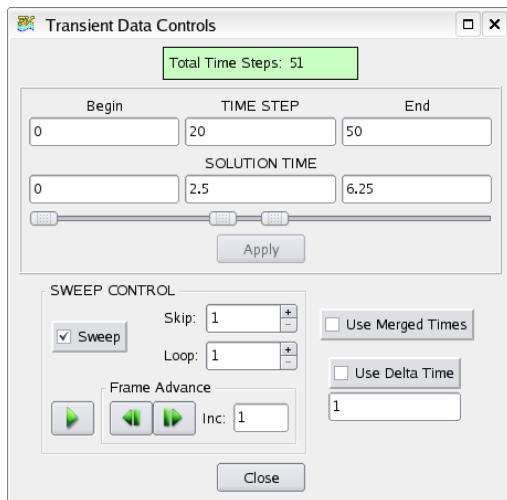 Transient Data Controls
Total Time Steps: 51
Begin TIME STEP End
0 20 50
SOLUTION TIME
0 2.5 6.25
Apply
SWEEP CONTROL
Sweep
Skip: 1
Loop: 1
Use Merged Times
Use Delta Time
1
Frame Advance
Inc: 1
Close